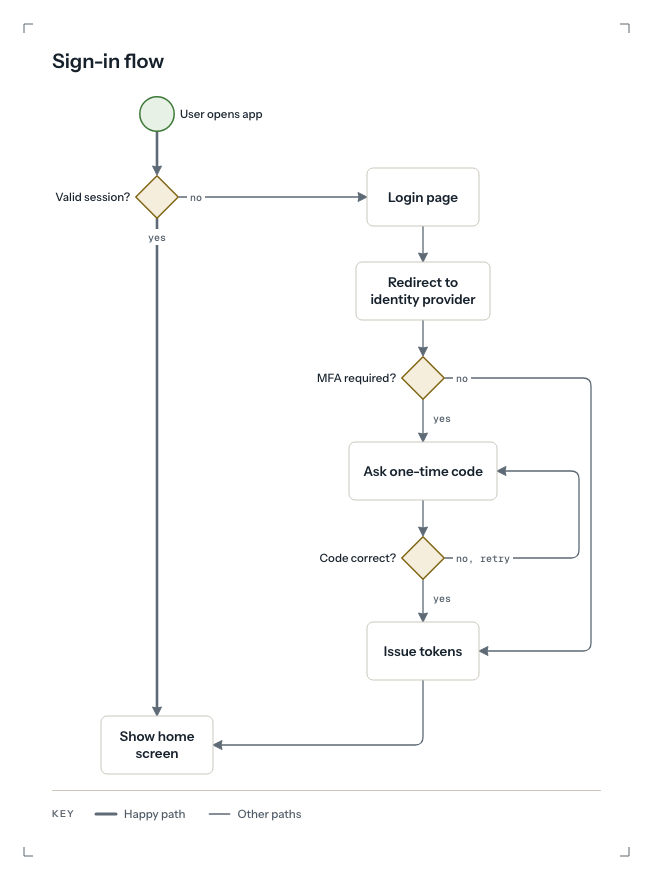 Sign-in flow
User opens app
Valid session?
no
Login page
yes
Redirect to
identity provider
MFA required?
no
yes
Ask one-time code
Code correct?
no, retry
yes
Issue tokens
Show home
screen
KEY
Happy path
Other paths